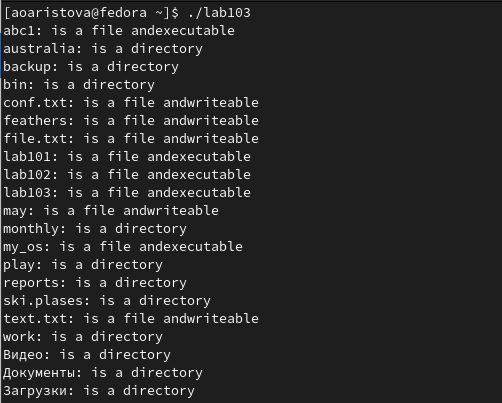 [aoaristova@fedora ~]$ ./lab103
abc1: is a file andexecutable
australia: is a directory
backup: is a directory
bin: is a directory
conf.txt: is a file andwriteable
feathers: is a file andwriteable
file.txt: is a file andwriteable
lab101: is a file andexecutable
lab102: is a file andexecutable
lab103: is a file andexecutable
may: is a file andwriteable
monthly: is a directory
my_os: is a file andexecutable
play: is a directory
reports: is a directory
ski.plases: is a directory
text.txt: is a file andwriteable
work: is a directory
Видео: is a directory
Документы: is a directory
Загрузки: is a directory